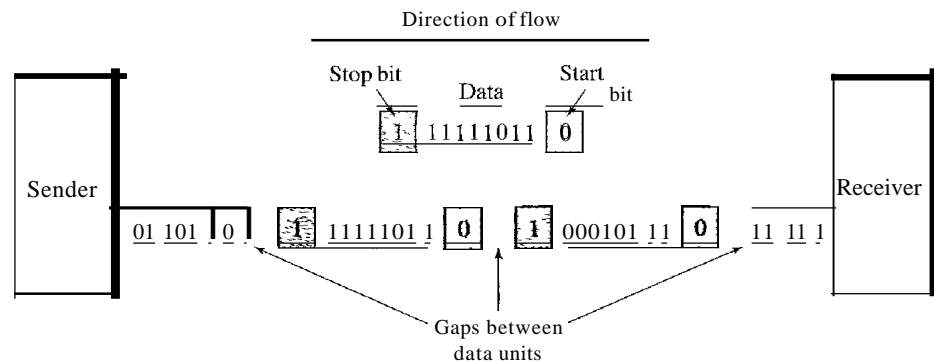 Direction of flow
Stop bit
Data
Start
bit
1 11111011 0
Sender
Receiver
01 101 0
1 1111101 1 0
1 000101 11 0
11 11 1
Gaps between
data units